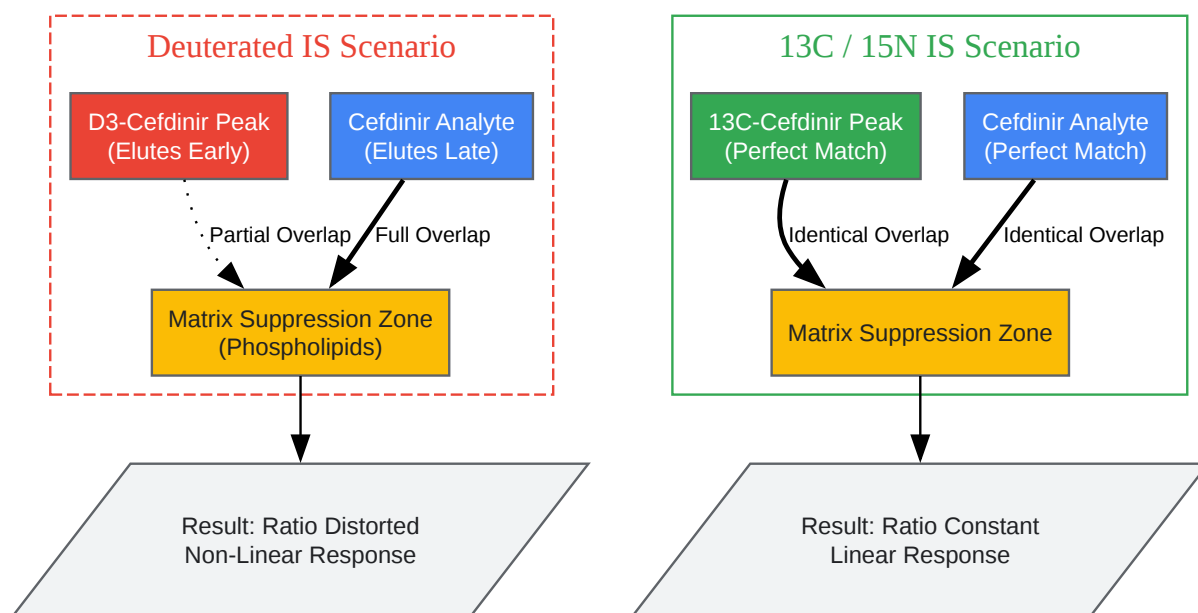 Deuterated IS Scenario
D3-Cefdinir Peak
(Elutes Early)
Cefdinir Analyte
(Elutes Late)
Partial Overlap
Full Overlap
Matrix Suppression Zone
(Phospholipids)
Result: Ratio Distorted
Non-Linear Response
13C / 15N IS Scenario
13C-Cefdinir Peak
(Perfect Match)
Cefdinir Analyte
(Perfect Match)
Identical Overlap
Identical Overlap
Matrix Suppression Zone
Result: Ratio Constant
Linear Response